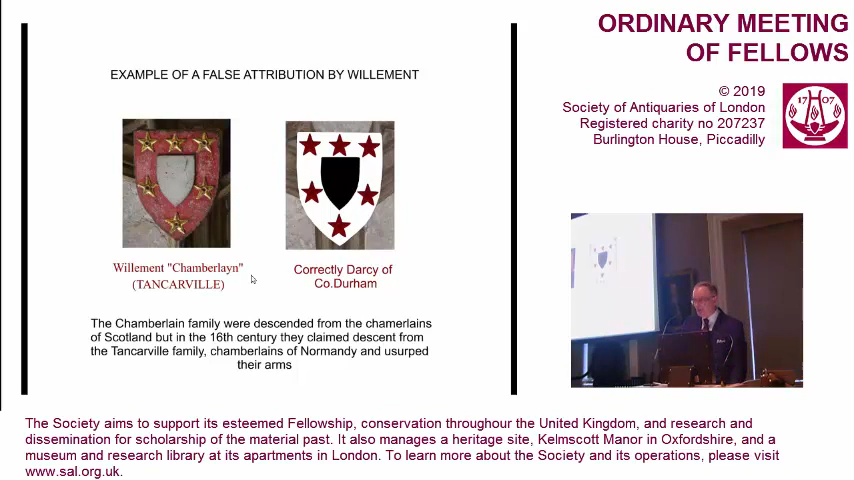 ORDINARY MEETING
OF FELLOWS
© 2019
Society of Antiquaries of London
Registered charity no 207237
Burlington House, Piccadilly
1707
EXAMPLE OF A FALSE ATTRIBUTION BY WILLEMENT
Willement "Chamberlayn"
(TANCARVILLE)
Correctly Darcy of
Co.Durham
The Chamberlain family were descended from the chamerlains
of Scotland but in the 16th century they claimed descent from
the Tancarville family, chamberlains of Normandy and usurped
their arms
The Society aims to support its esteemed Fellowship, conservation throughour the United Kingdom, and research and
dissemination for scholarship of the material past. It also manages a heritage site, Kelmscott Manor in Oxfordshire, and a
museum and research library at its apartments in London. To learn more about the Society and its operations, please visit
www.sal.org.uk.